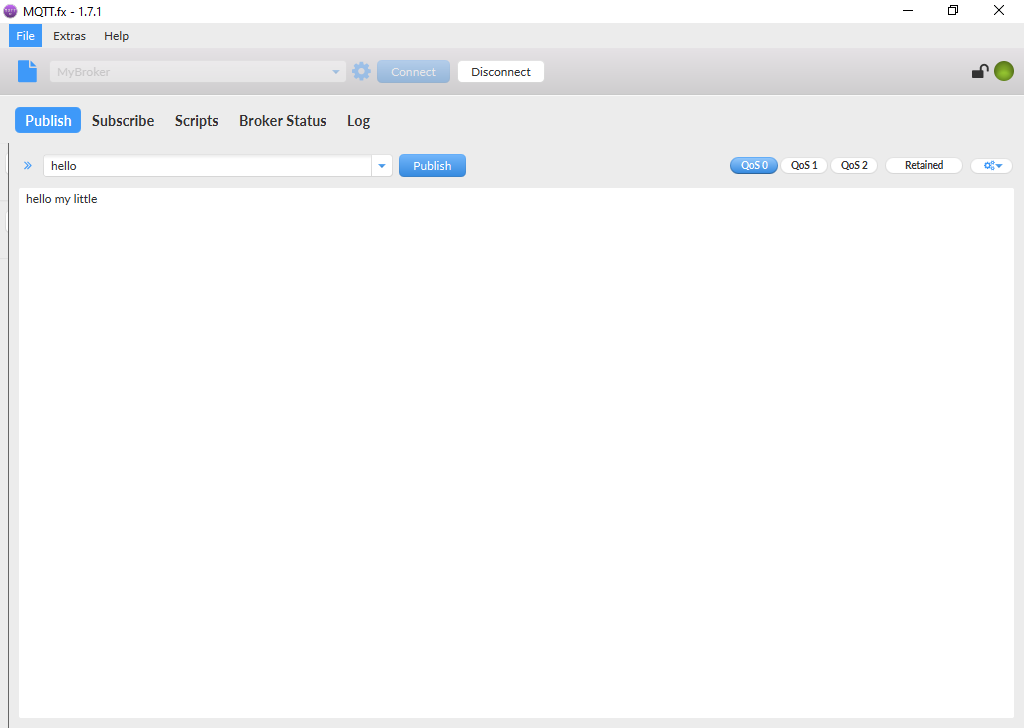 MQTT.fx - 1.7.1
File Extras Help
MyBroker Connect Disconnect
Publish Subscribe Scripts Broker Status Log
hello Publish QoS 0 QoS 1 QoS 2 Retained
hello my little